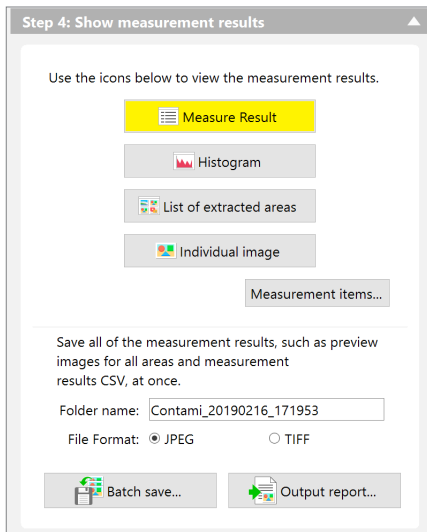 Step 4: Show measurement results
Use the icons below to view the measurement results.
Measure Result
Histogram
List of extracted areas
Individual image
Measurement items...
Save all of the measurement results, such as preview
images for all areas and measurement
results CSV, at once.
Folder name: Contami_20190216_171953
File Format: JPEG TIFF
Batch save... Output report...